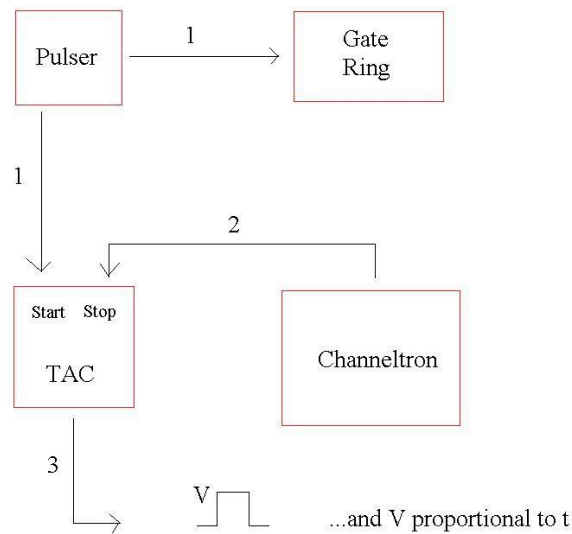 Pulser
1
Gate
Ring
1
2
Start Stop
TAC
Channeltron
3
V
...and V proportional to t